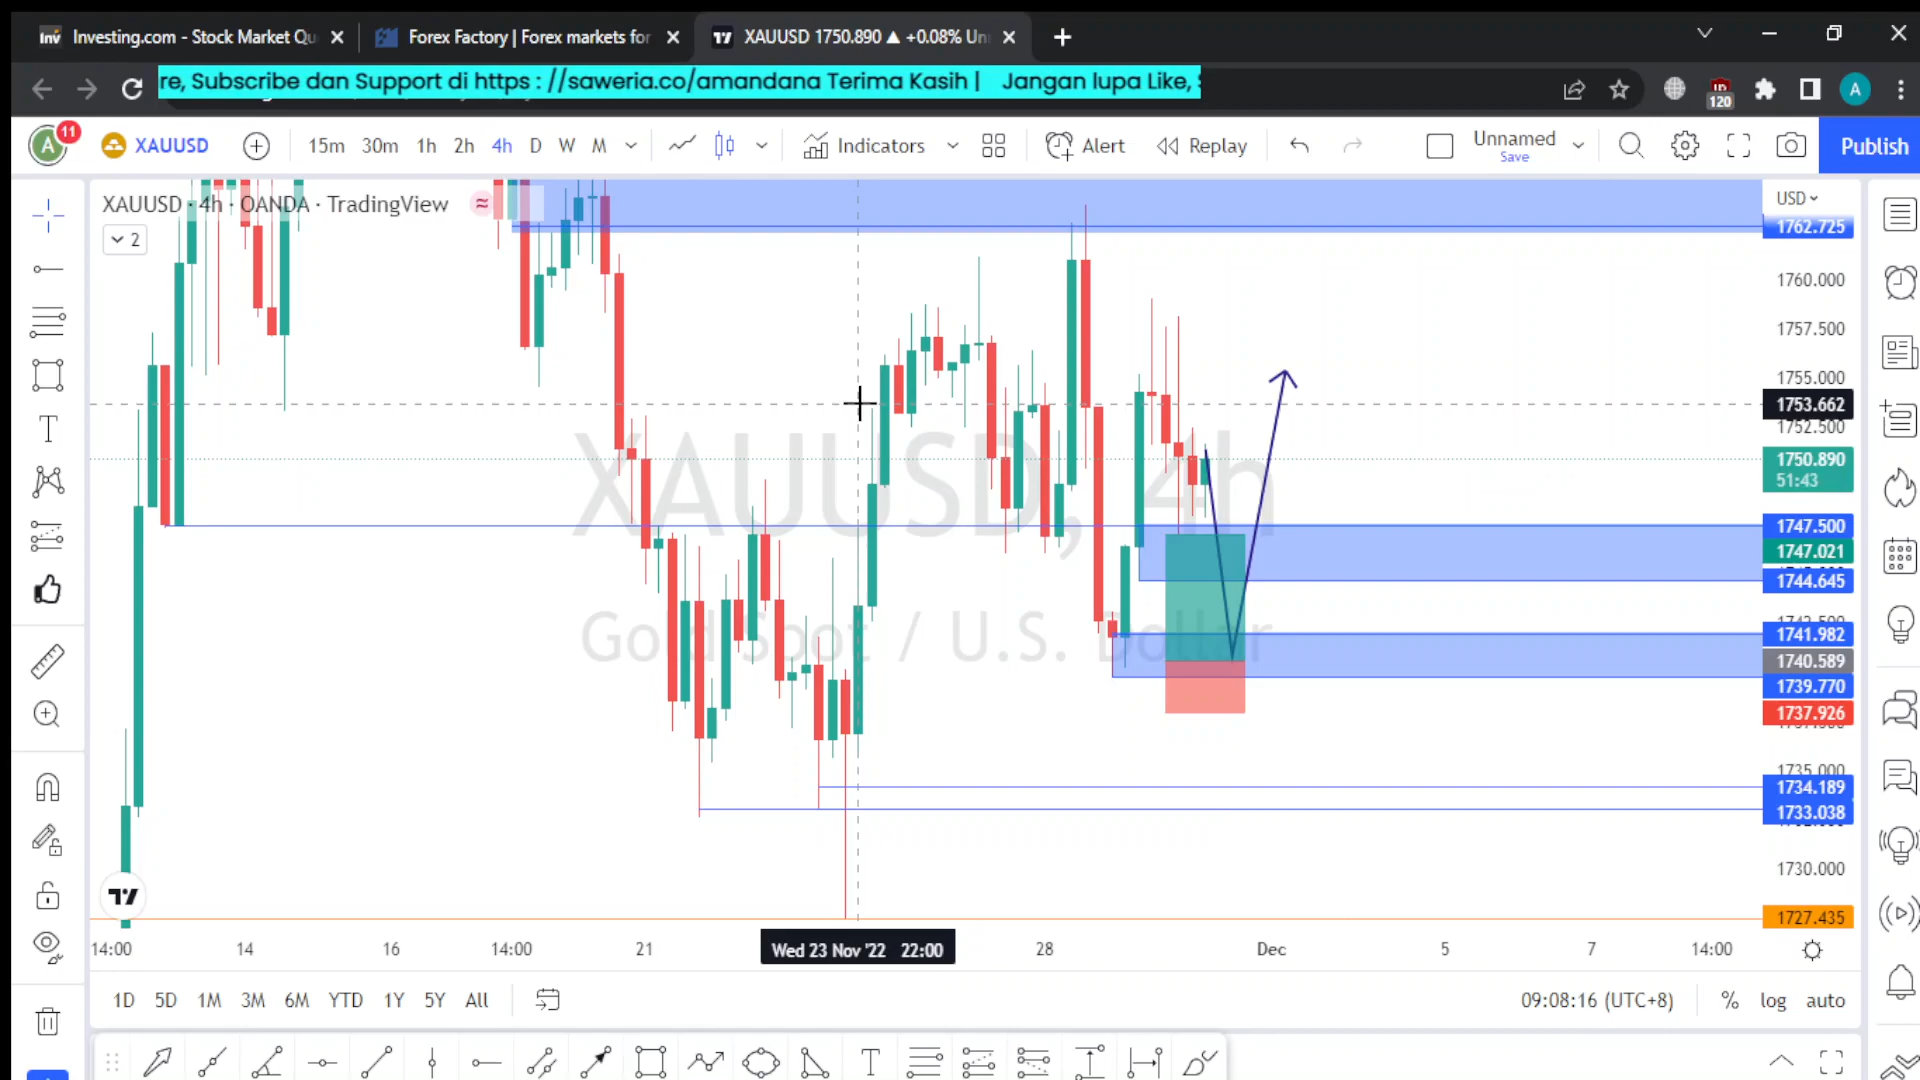 Investing.com - Stock Market Qu
Forex Factory | Forex markets for
XAUUSD 1750.890 ▲ +0.08% Un
re, Subscribe dan Support di https : //saweria.co/amandana Terima Kasih | Jangan lupa Like, S
120
A
A 11
XAUUSD
15m 30m 1h 2h 4h D W M
Indicators
Alert
Replay
Unnamed
Save
Publish
XAUUSD · 4h · OANDA · TradingView
2
USD
1762.725
1760.000
1757.500
1755.000
1753.662
1752.500
1750.890
51:43
1747.500
1747.021
1744.645
1741.982
1740.589
1739.770
1737.926
1735.000
1734.189
1733.038
1730.000
1727.435
XAUUSD, 4h
Gold Spot / U.S. Dollar
14:00 14 16 14:00 21 Wed 23 Nov '22 22:00 28 Dec 5 7 14:00
1D 5D 1M 3M 6M YTD 1Y 5Y All
09:08:16 (UTC+8) % log auto